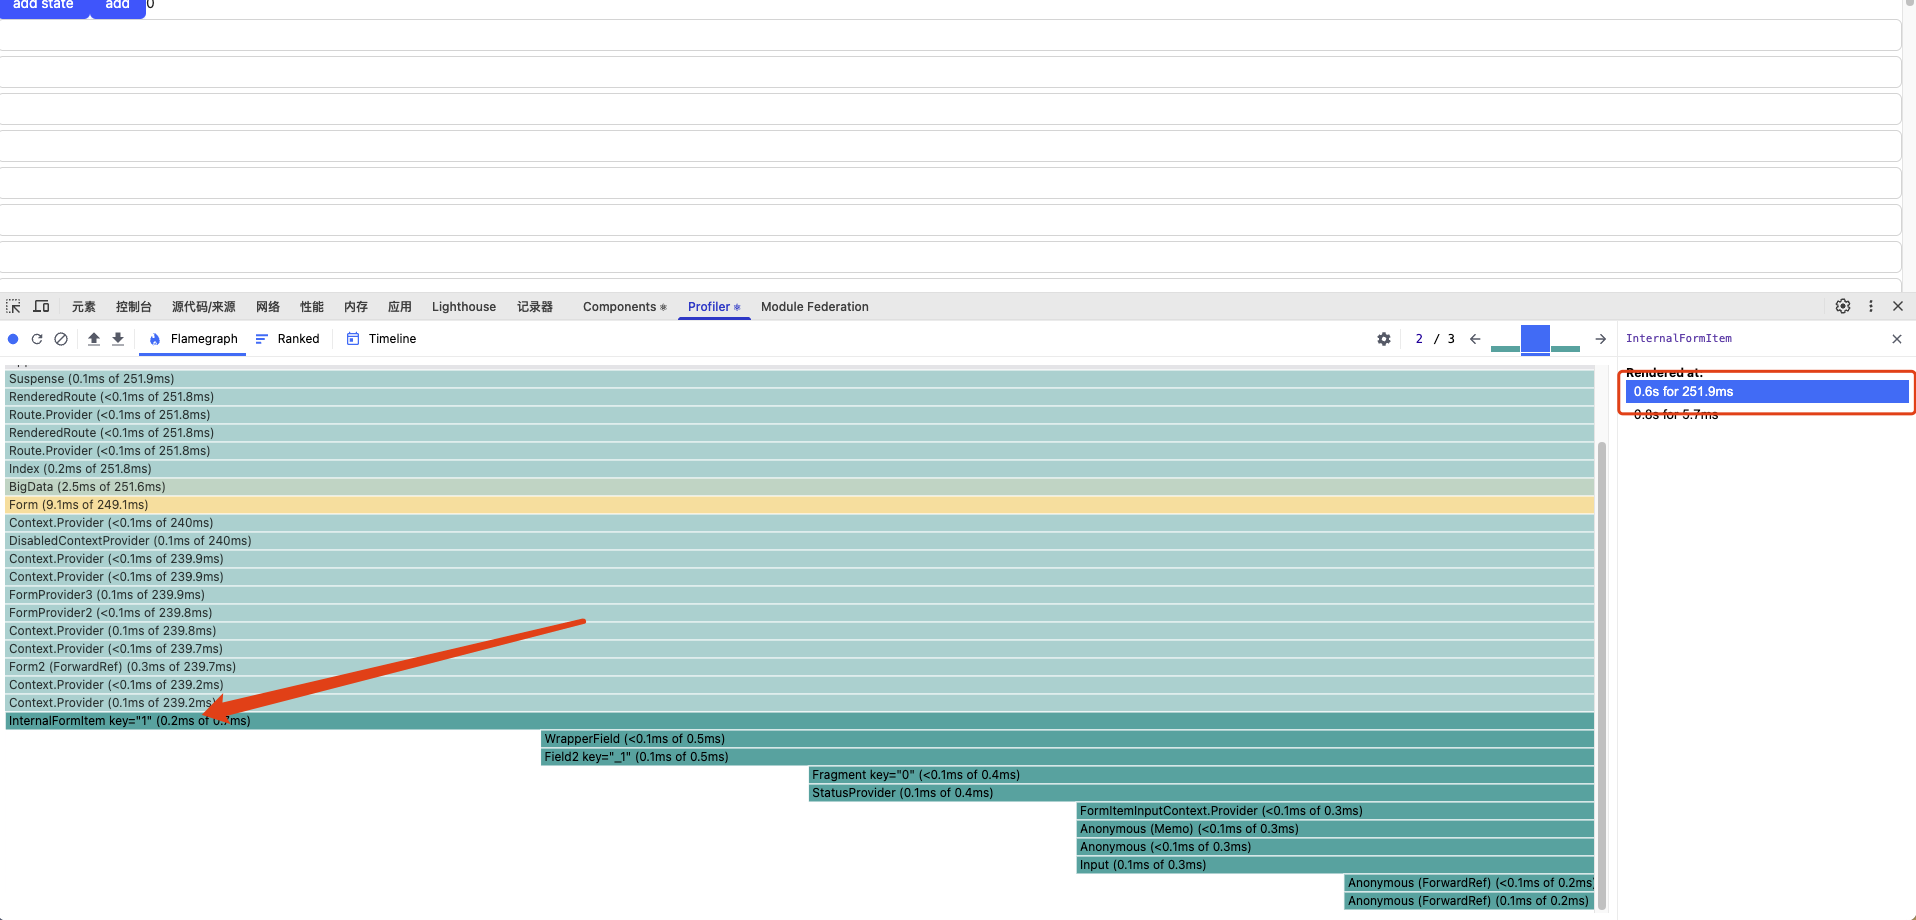 add state add 0
元素 控制台 源代码/来源 网络 性能 内存 应用 Lighthouse 记录器 Components Profiler Module Federation
Flamegraph Ranked Timeline 2 / 3 InternalFormItem
Rendered at:
0.6s for 251.9ms
0.8s for 5.7ms
Suspense (0.1ms of 251.9ms)
RenderedRoute (<0.1ms of 251.8ms)
Route.Provider (<0.1ms of 251.8ms)
RenderedRoute (<0.1ms of 251.8ms)
Route.Provider (<0.1ms of 251.8ms)
Index (0.2ms of 251.8ms)
BigData (2.5ms of 251.6ms)
Form (9.1ms of 249.1ms)
Context.Provider (<0.1ms of 240ms)
DisabledContextProvider (0.1ms of 240ms)
Context.Provider (<0.1ms of 239.9ms)
Context.Provider (<0.1ms of 239.9ms)
FormProvider3 (0.1ms of 239.9ms)
FormProvider2 (<0.1ms of 239.8ms)
Context.Provider (0.1ms of 239.8ms)
Context.Provider (<0.1ms of 239.7ms)
Form2 (ForwardRef) (0.3ms of 239.7ms)
Context.Provider (<0.1ms of 239.2ms)
Context.Provider (0.1ms of 239.2ms)
InternalFormItem key="1" (0.2ms of 0.7ms)
WrapperField (<0.1ms of 0.5ms)
Field2 key="_1" (0.1ms of 0.5ms)
Fragment key="0" (<0.1ms of 0.4ms)
StatusProvider (0.1ms of 0.4ms)
FormItemInputContext.Provider (<0.1ms of 0.3ms)
Anonymous (Memo) (<0.1ms of 0.3ms)
Anonymous (<0.1ms of 0.3ms)
Input (0.1ms of 0.3ms)
Anonymous (ForwardRef) (<0.1ms of 0.2ms)
Anonymous (ForwardRef) (0.1ms of 0.2ms)